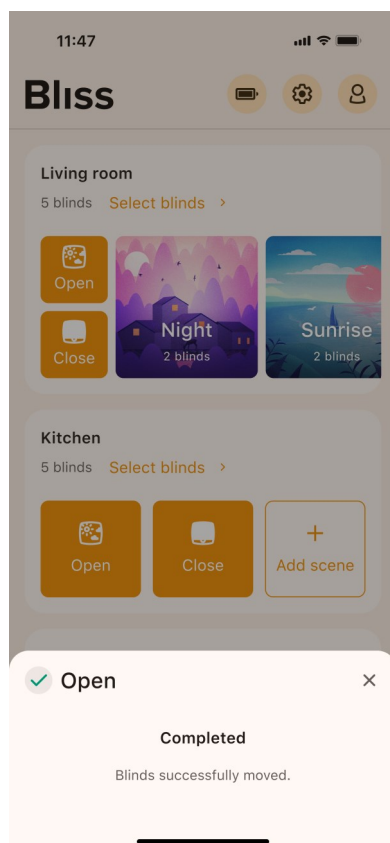 11:47
Blıss
Living room
5 blinds Select blinds >
Open
Close
Night
2 blinds
Sunrise
2 blinds
Kitchen
5 blinds Select blinds >
Open
Close
Add scene
Open
Completed
Blinds successfully moved.